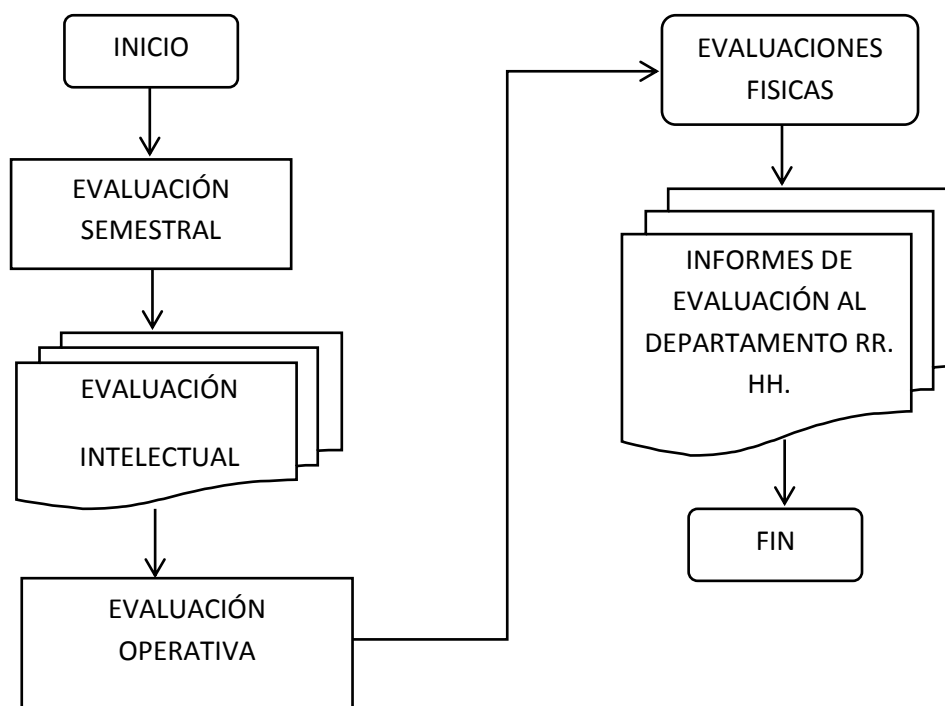 INICIO
EVALUACIÓN
SEMESTRAL
EVALUACIÓN
INTELECTUAL
EVALUACIÓN
OPERATIVA
EVALUACIONES
FISICAS
INFORMES DE
EVALUACIÓN AL
DEPARTAMENTO RR.
HH.
FIN